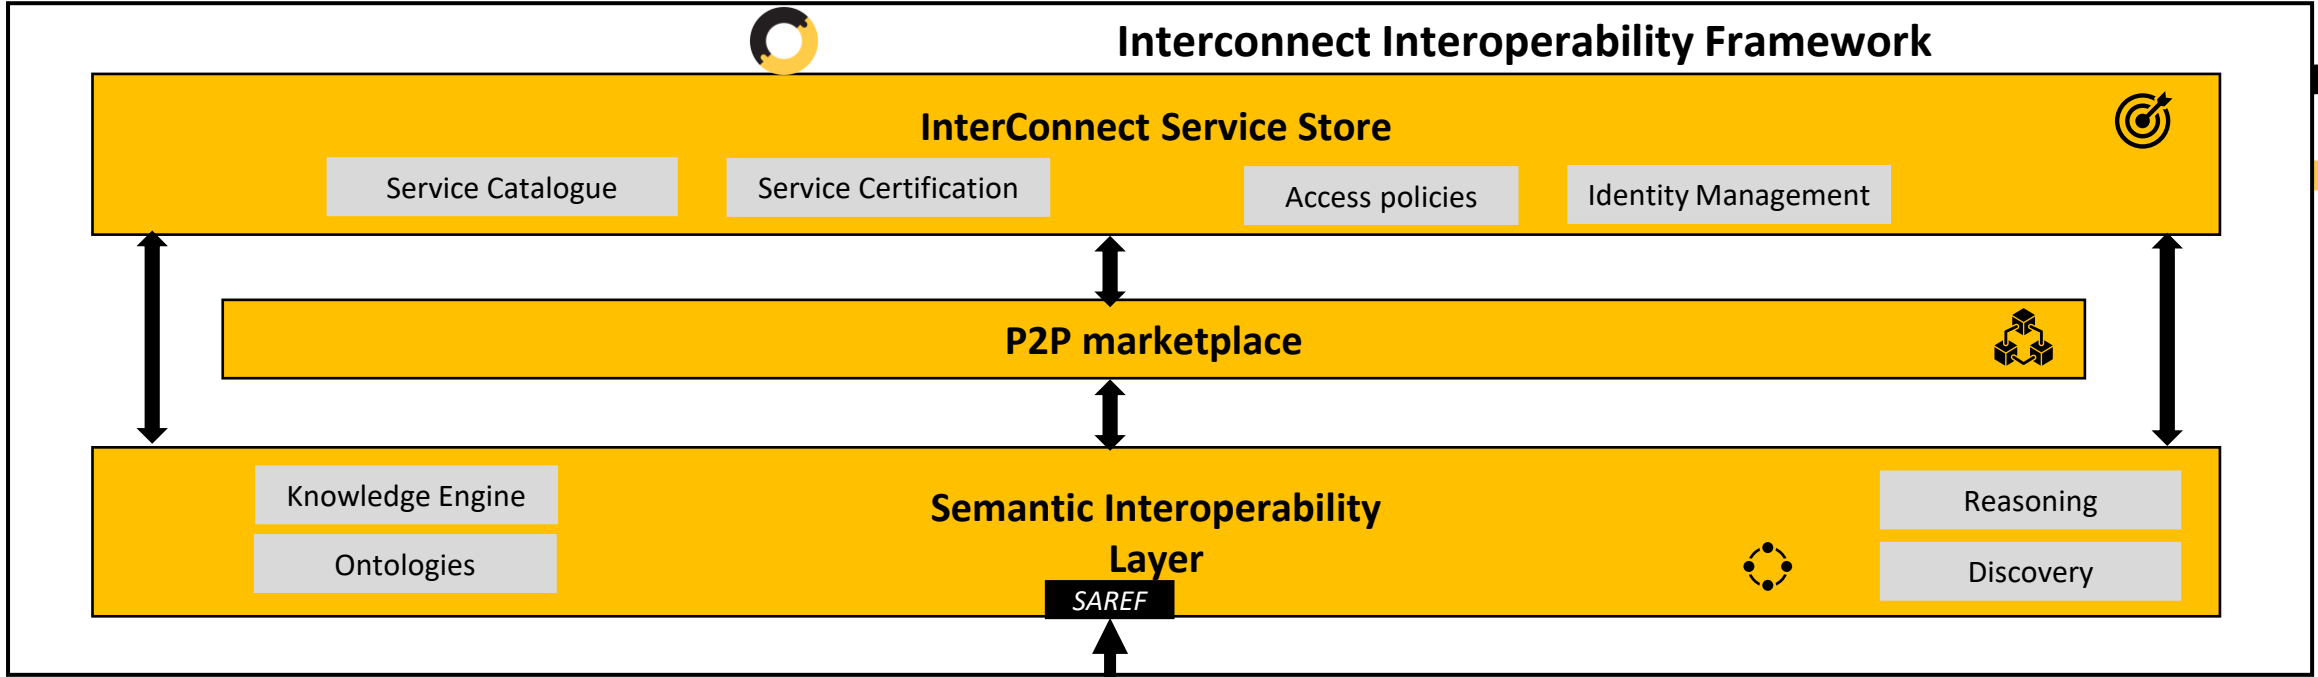 Interconnect Interoperability Framework
InterConnect Service Store
Service Catalogue
Service Certification
Access policies
Identity Management
P2P marketplace
Knowledge Engine
Ontologies
Semantic Interoperability
Layer
SAREF
Reasoning
Discovery